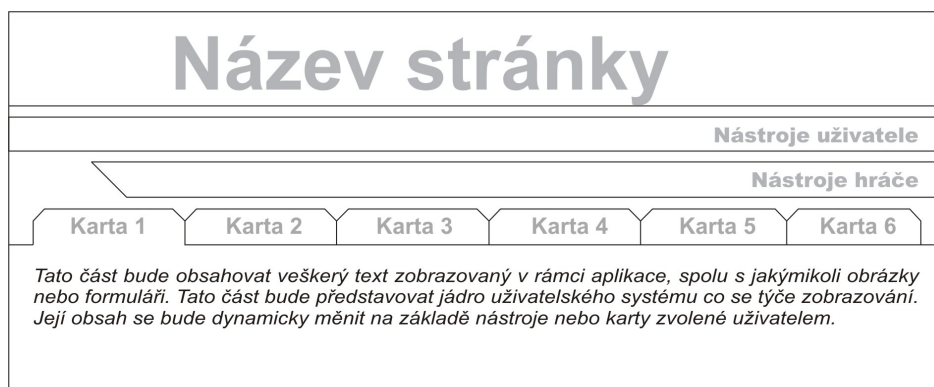 Název stránky
Nástroje uživatele
Nástroje hráče
Karta 1 Karta 2 Karta 3 Karta 4 Karta 5 Karta 6
Tato část bude obsahovat veškerý text zobrazovaný v rámci aplikace, spolu s jakýmikoli obrázky
nebo formuláři. Tato část bude představovat jádro uživatelského systému co se týče zobrazování.
Její obsah se bude dynamicky měnit na základě nástroje nebo karty zvolené uživatelem.